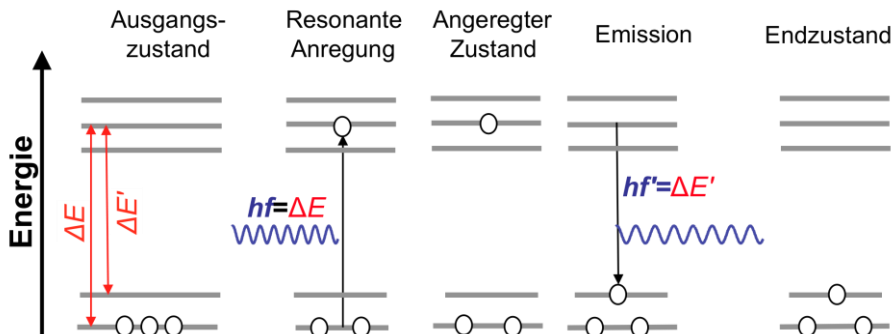 Ausgangs-
zustand
Resonante
Anregung
Angeregter
Zustand
Emission
Endzustand
Energie
ΔE
ΔE'
hf=ΔE
hf'=ΔE'